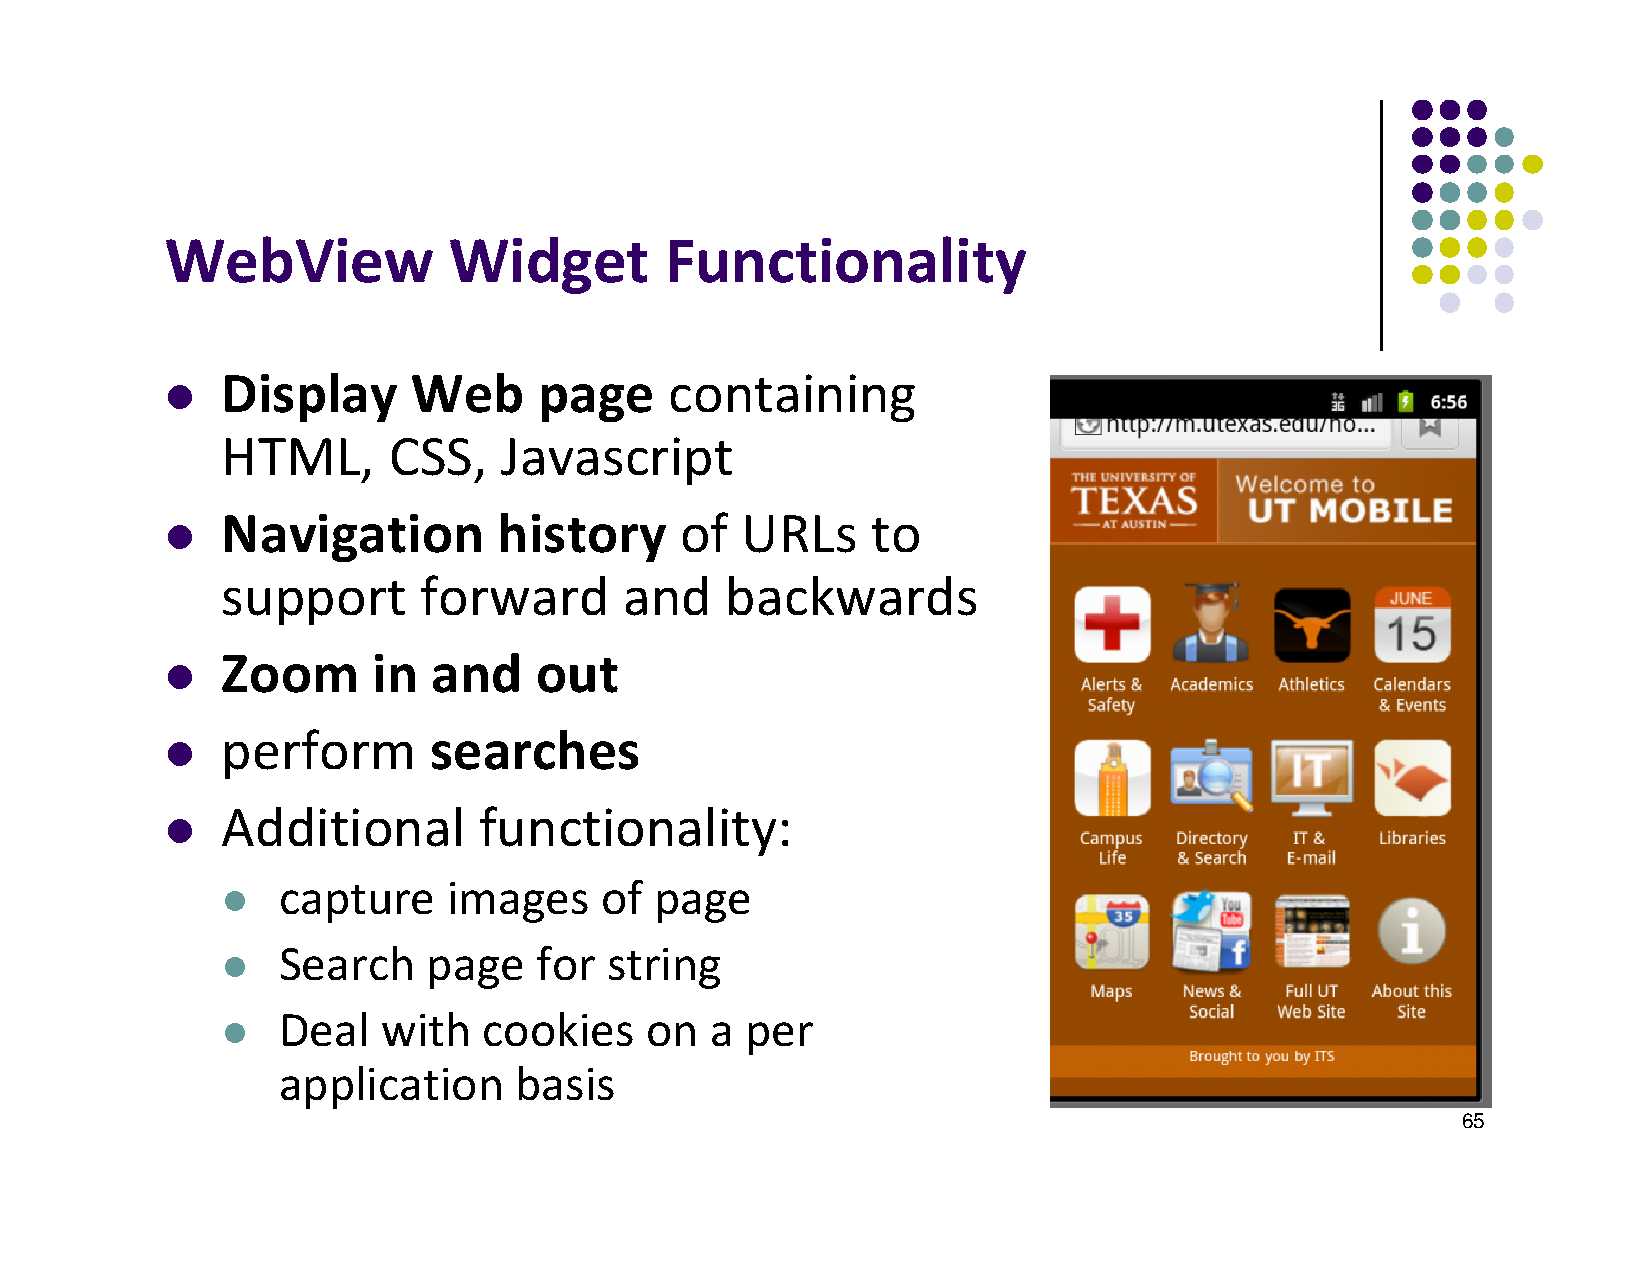 WebView Widget Functionality
Display Web page containing
HTML, CSS, Javascript
Navigation history of URLs to
support forward and backwards
Zoom in and out
perform searches
Additional functionality:
capture images of page
Search page for string
Deal with cookies on a per
application basis
3G 6:56
http://m.utexas.edu/ho...
THE UNIVERSITY OF
TEXAS
AT AUSTIN
Welcome to
UT MOBILE
JUNE
15
Alerts & Academics Athletics Calendars
Safety & Events
IT
Campus Directory IT & Libraries
Life & Search E-mail
35
You
Tube
f
i
Maps News & Full UT About this
Social Web Site Site
Brought to you by ITS
65